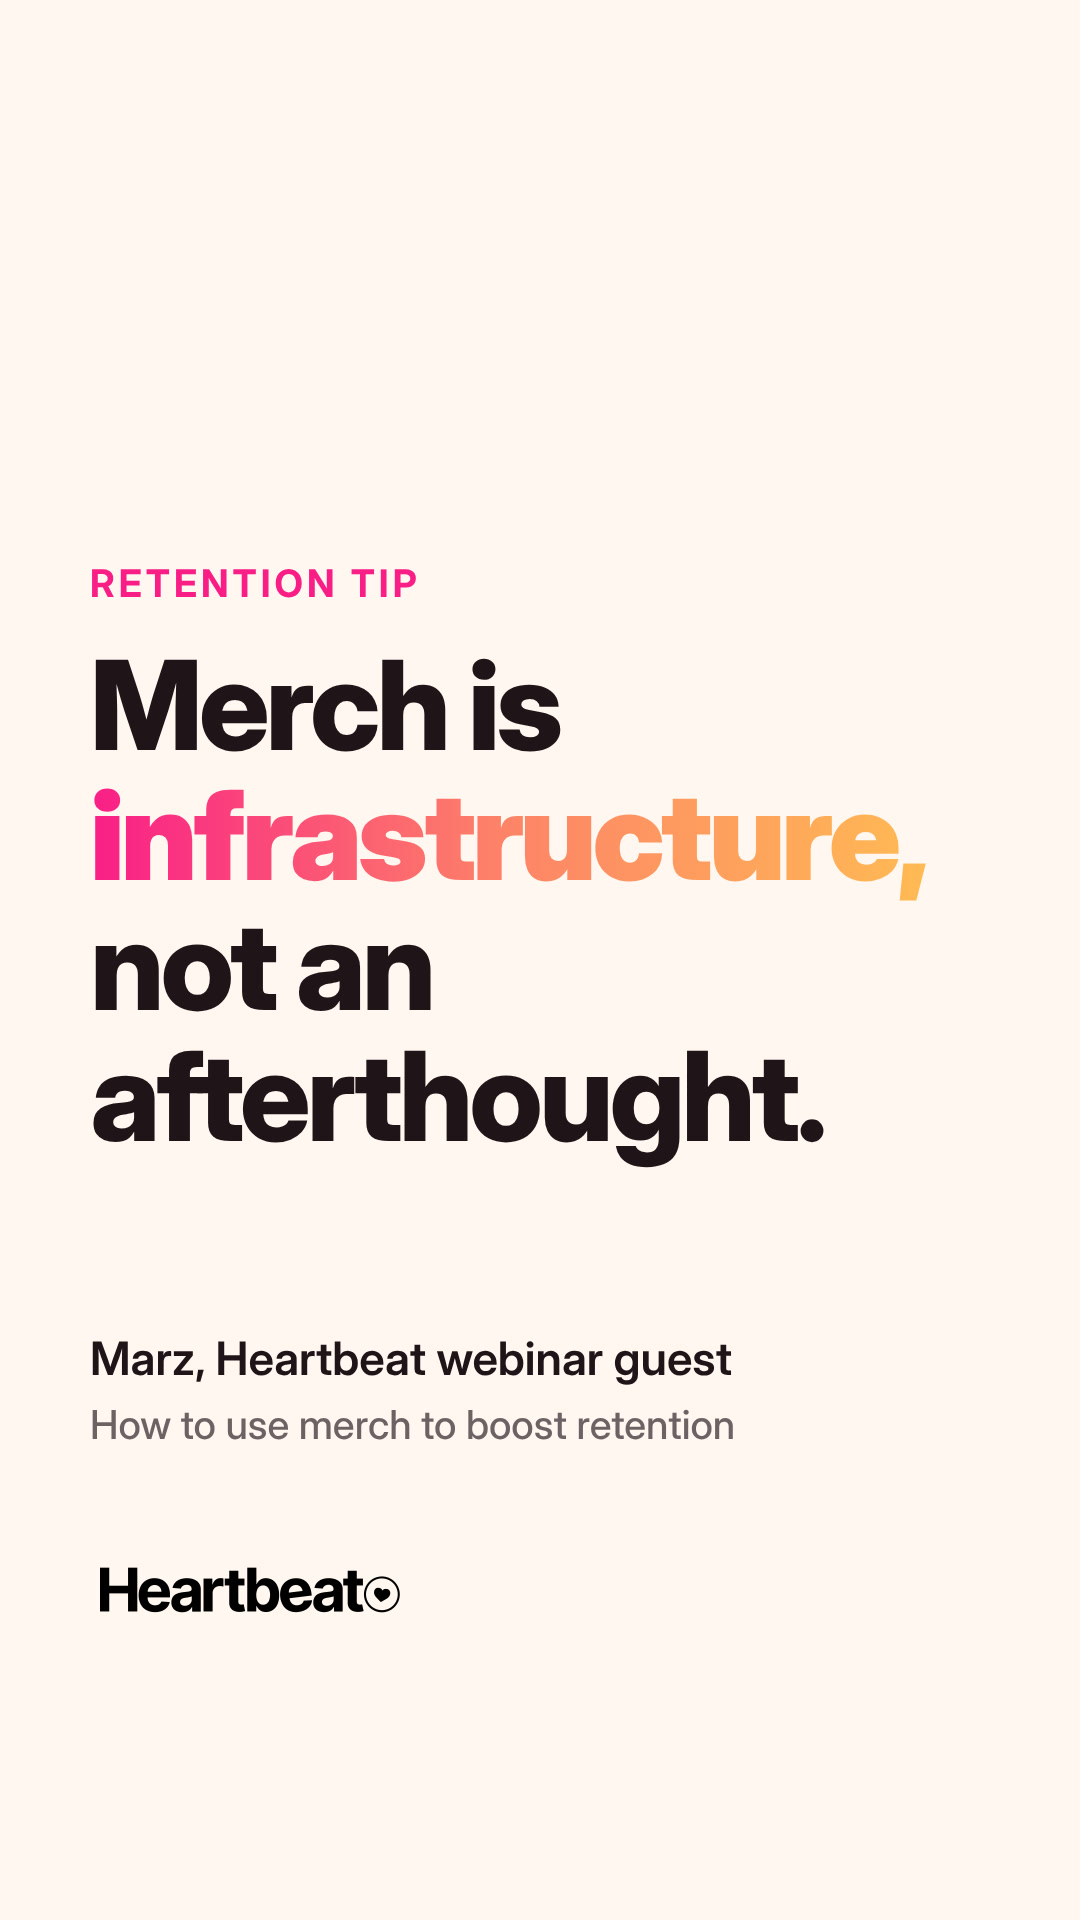 RETENTION TIP
Merch is
infrastructure,
not an
afterthought.
Marz, Heartbeat webinar guest
How to use merch to boost retention
Heartbeat